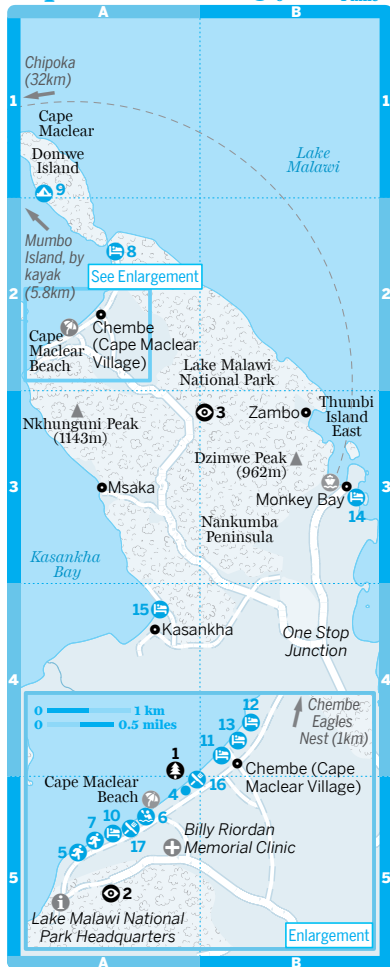 A
B
Chipoka
(32km)
1
1
Cape
Maclear
Domwe
Island
Lake
Malawi
9
Mumbo
Island, by
kayak
(5.8km)
8
See Enlargement
2
2
Cape
Maclear
Beach
Chembe
(Cape Maclear
Village)
Lake Malawi
National Park
Nkhunguni Peak
(1143m)
3
Zambo
Thumbi
Island
East
Dzimwe Peak
(962m)
3
3
Msaka
Monkey Bay
14
Nankumba
Peninsula
Kasankha
Bay
15
Kasankha
One Stop
Junction
4
4
0
1 km
0
0.5 miles
12
13
11
Chembe
Eagles
Nest (1km)
1
Chembe (Cape
Maclear Village)
16
Cape Maclear
Beach
4
6
10
7
5
17
Billy Riordan
Memorial Clinic
5
5
2
Lake Malawi National
Park Headquarters
Enlargement
A
B